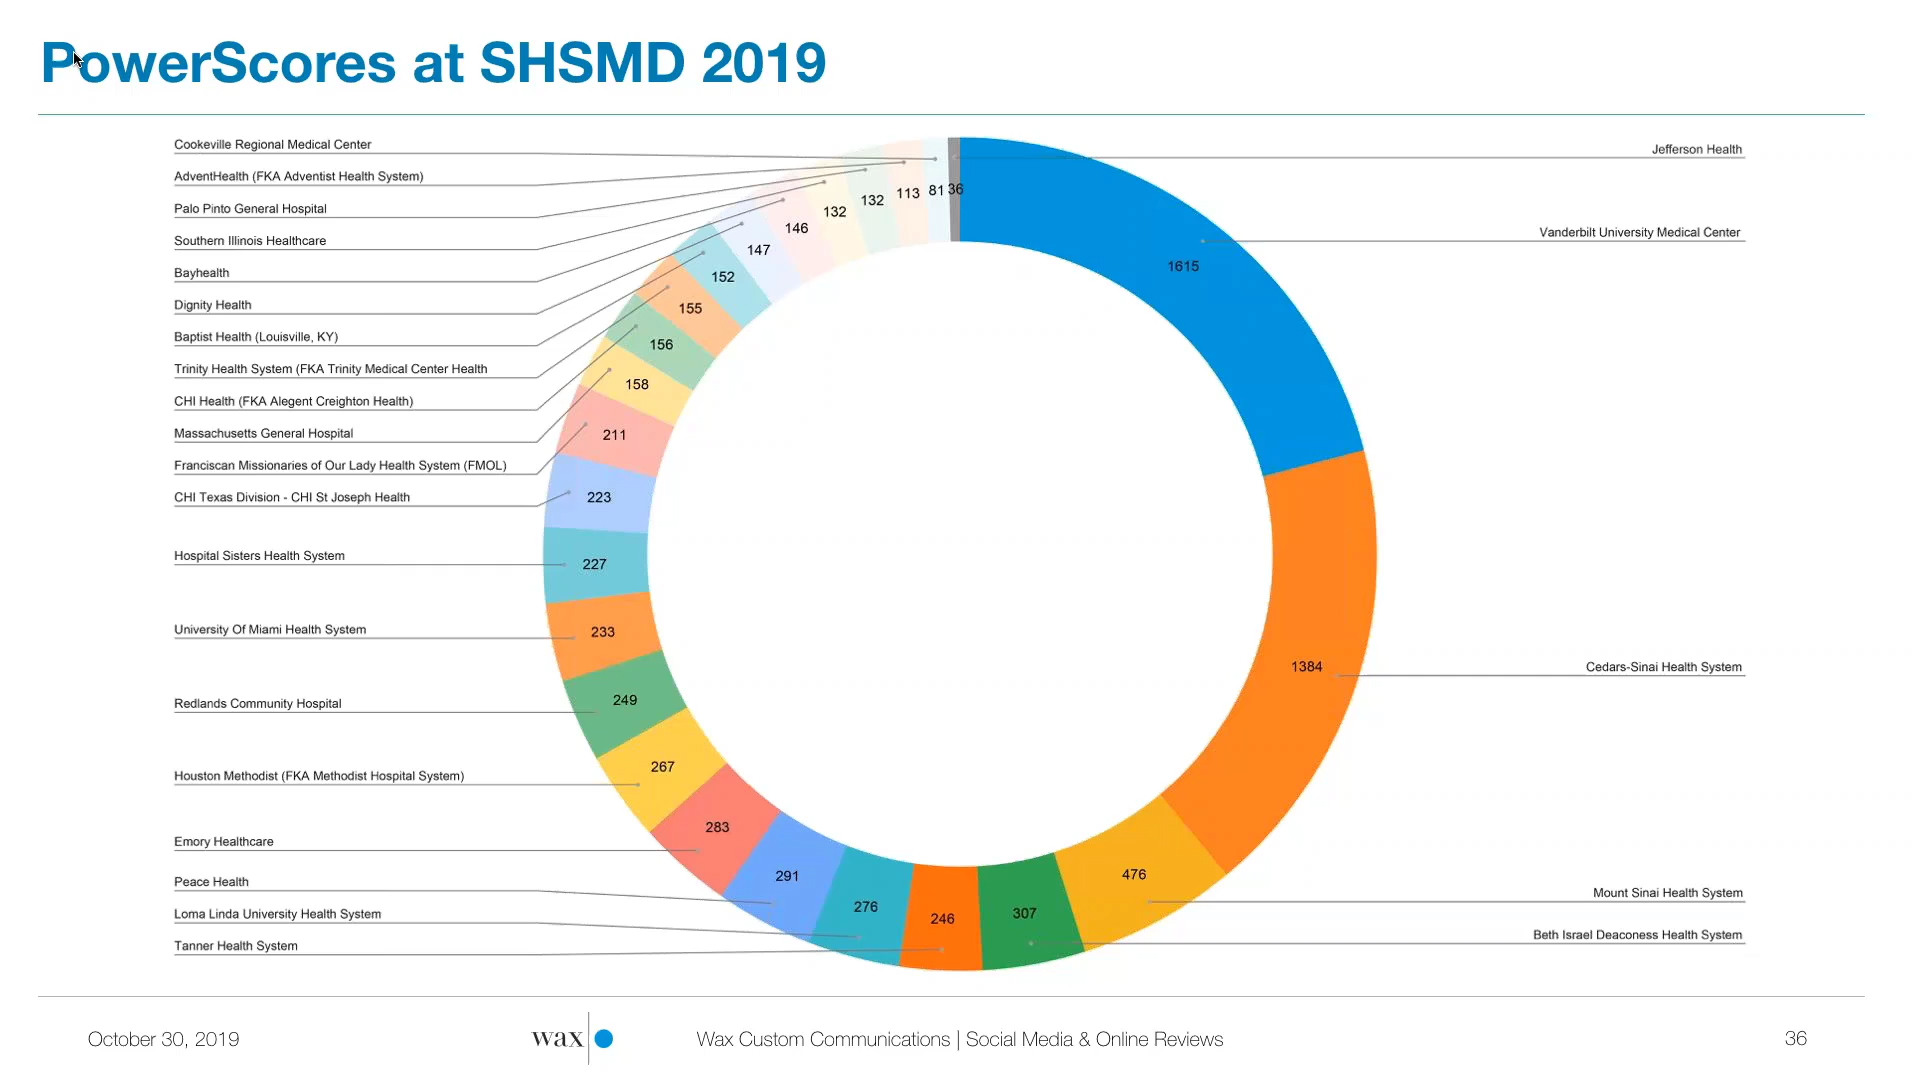 PowerScores at SHSMD 2019
Cookeville Regional Medical Center
AdventHealth (FKA Adventist Health System)
Palo Pinto General Hospital
Southern Illinois Healthcare
Bayhealth
Dignity Health
Baptist Health (Louisville, KY)
Trinity Health System (FKA Trinity Medical Center Health
CHI Health (FKA Alegent Creighton Health)
Massachusetts General Hospital
Franciscan Missionaries of Our Lady Health System (FMOL)
CHI Texas Division - CHI St Joseph Health
Hospital Sisters Health System
University Of Miami Health System
Redlands Community Hospital
Houston Methodist (FKA Methodist Hospital System)
Emory Healthcare
Peace Health
Loma Linda University Health System
Tanner Health System
81
36
113
132
132
146
147
152
155
156
158
211
223
227
233
249
267
283
291
276
246
307
476
1384
1615
Jefferson Health
Vanderbilt University Medical Center
Cedars-Sinai Health System
Mount Sinai Health System
Beth Israel Deaconess Health System
October 30, 2019
wax
Wax Custom Communications | Social Media & Online Reviews
36